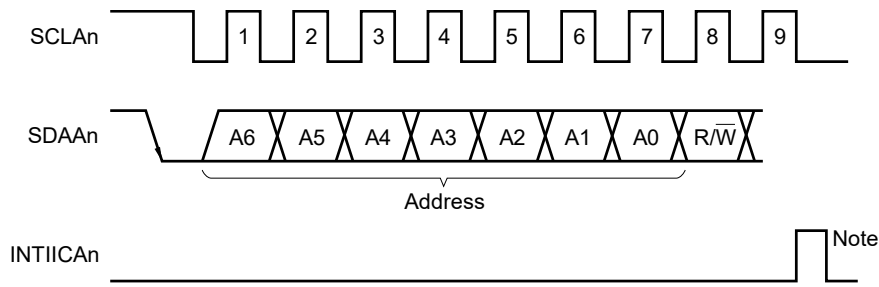 SCLAn 1 2 3 4 5 6 7 8 9
SDAAn A6 A5 A4 A3 A2 A1 A0 R/W̅
Address
INTIICAn Note